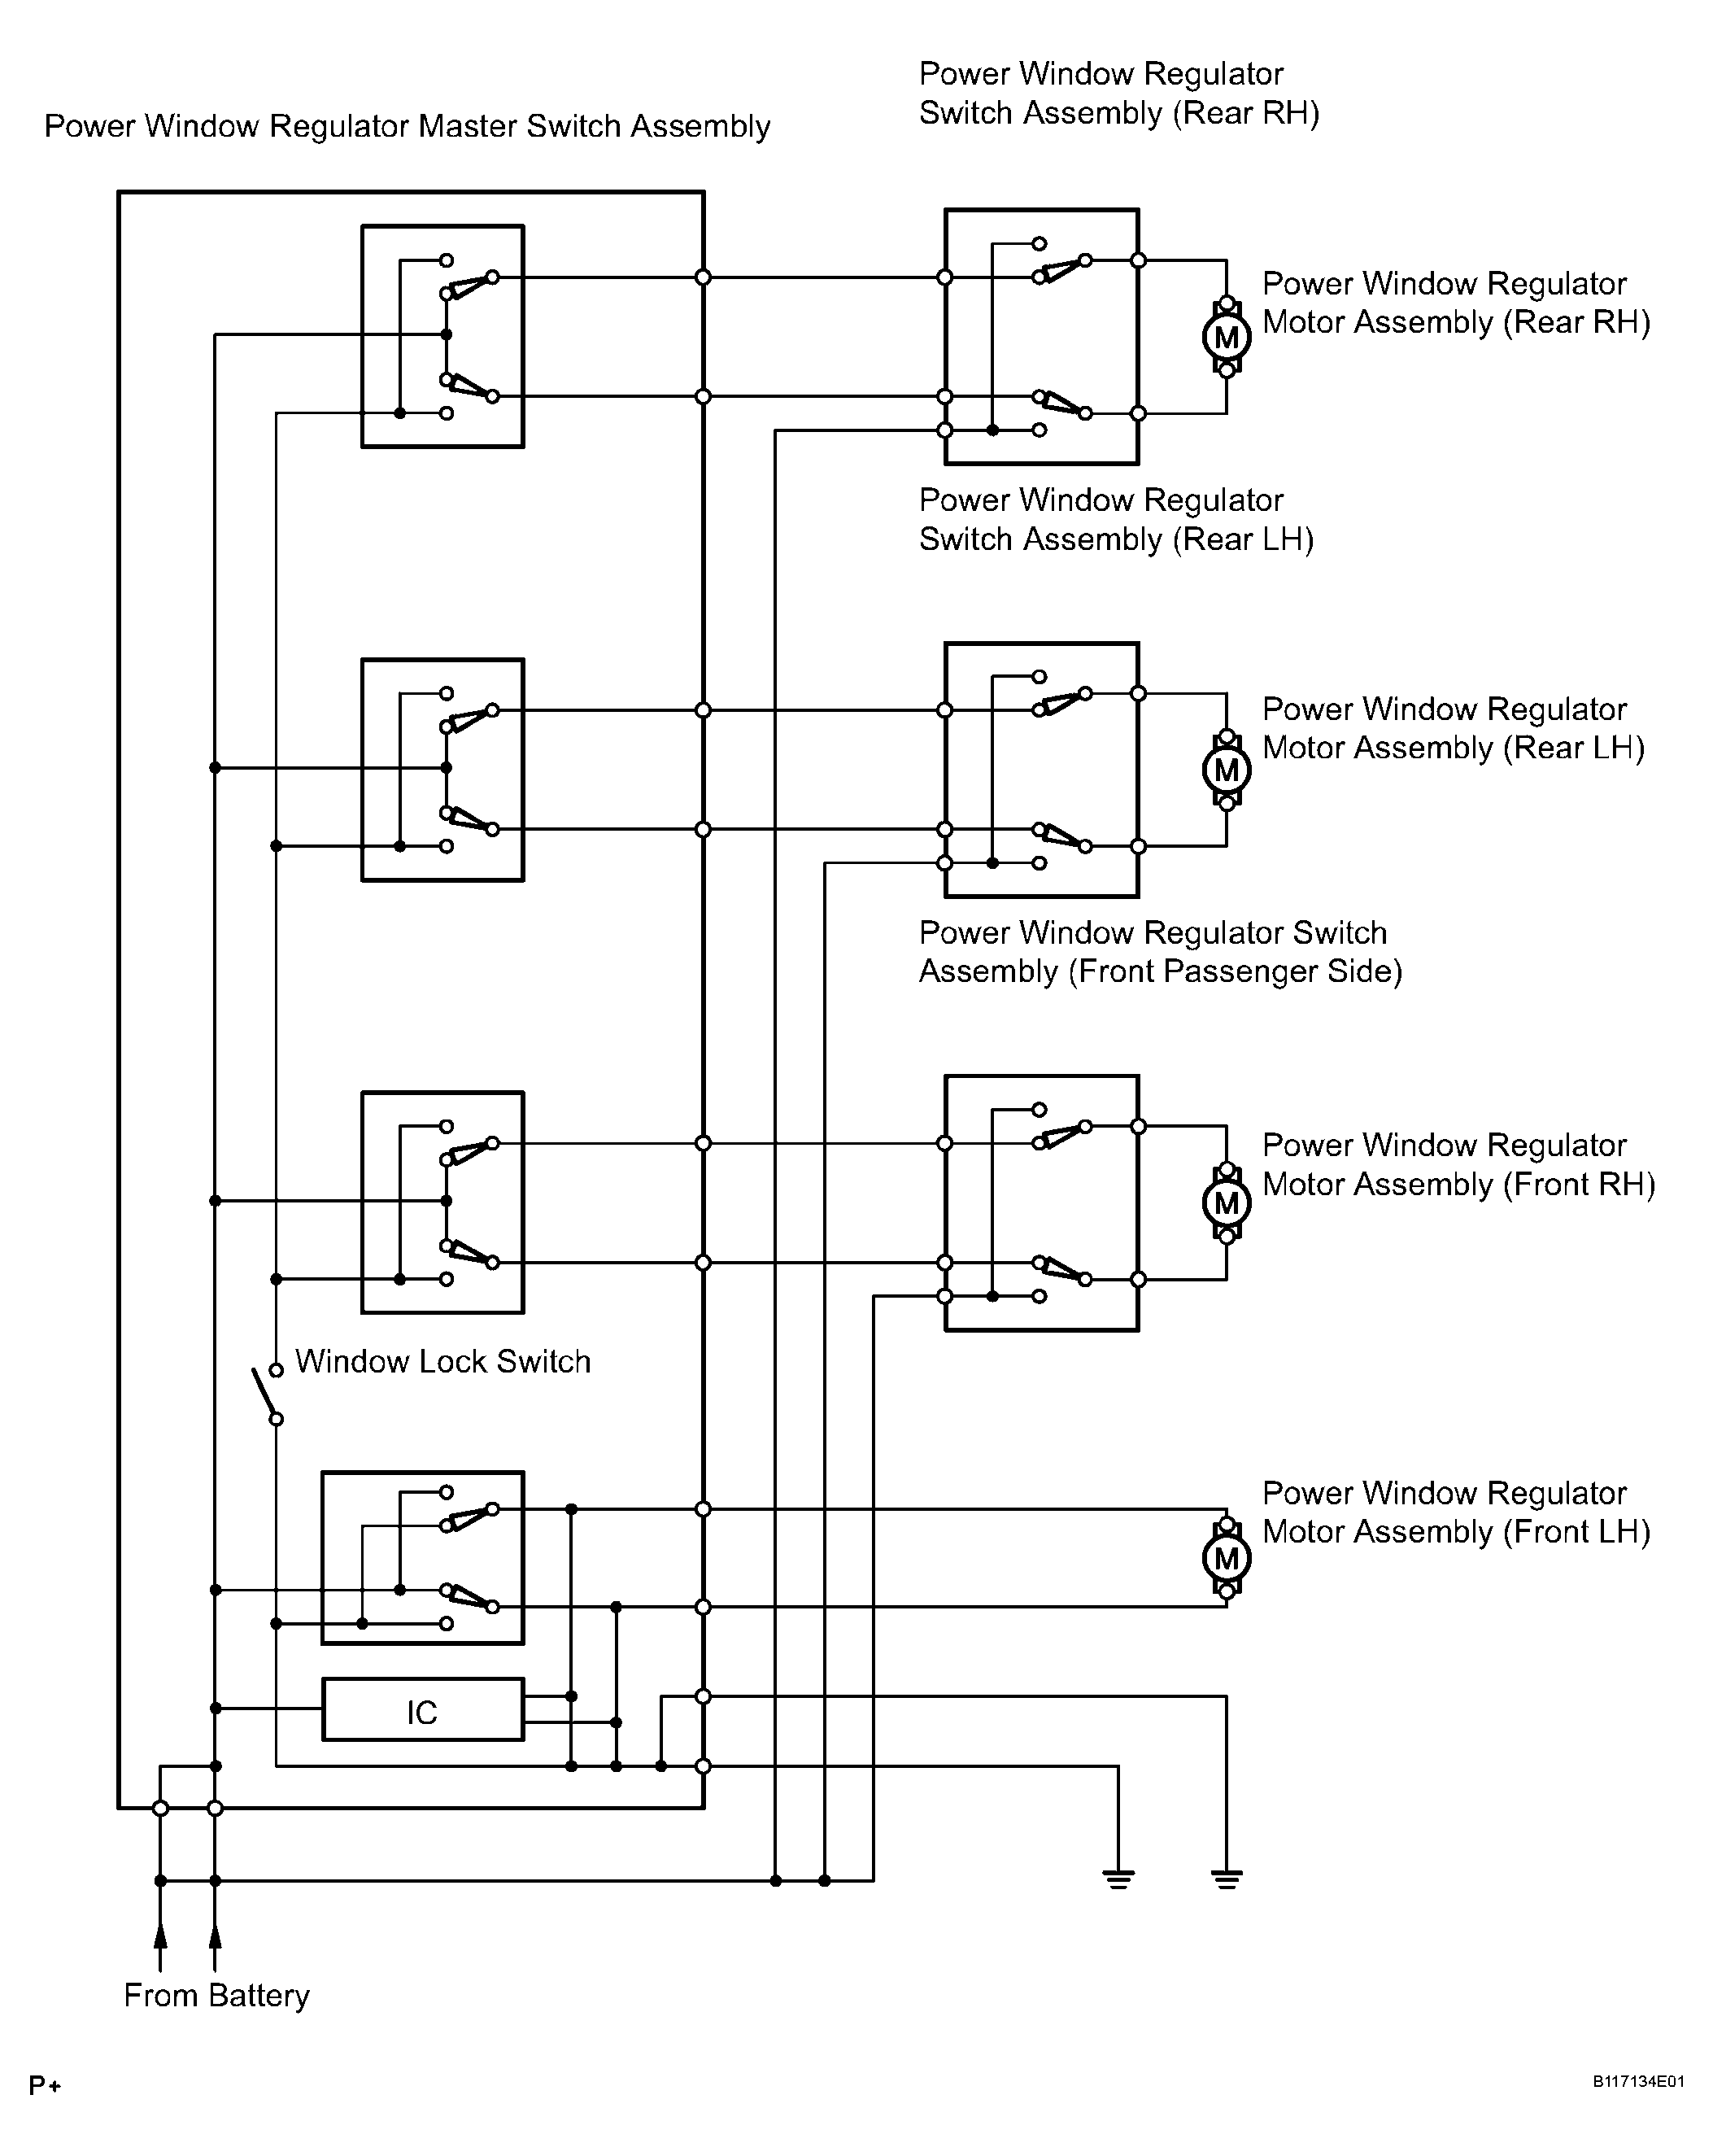 Power Window Regulator
Switch Assembly (Rear RH)
Power Window Regulator Master Switch Assembly
Power Window Regulator
Motor Assembly (Rear RH)
M
Power Window Regulator
Switch Assembly (Rear LH)
Power Window Regulator
Motor Assembly (Rear LH)
M
Power Window Regulator Switch
Assembly (Front Passenger Side)
Power Window Regulator
Motor Assembly (Front RH)
M
Window Lock Switch
Power Window Regulator
Motor Assembly (Front LH)
M
IC
From Battery
P+
B117134E01